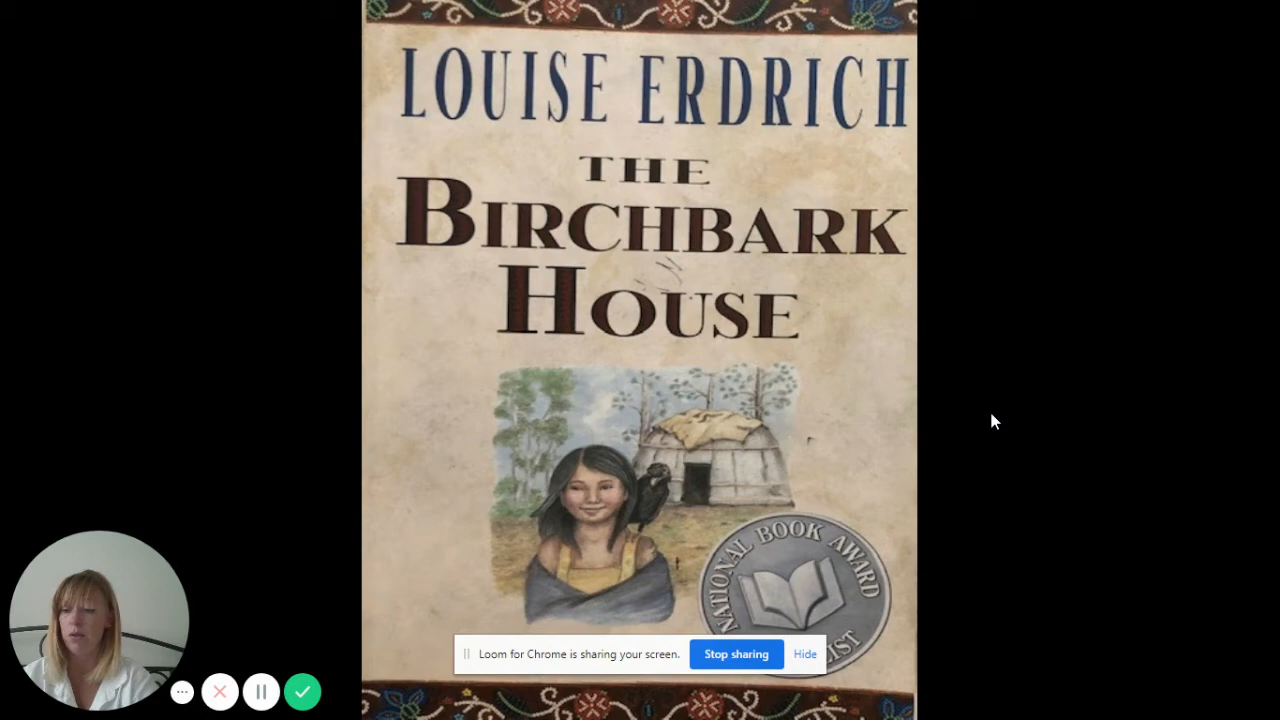 LOUISE ERDRICH
THE
BIRCHBARK
HOUSE
NATIONAL BOOK AWARD
Loom for Chrome is sharing your screen.
Stop sharing
Hide